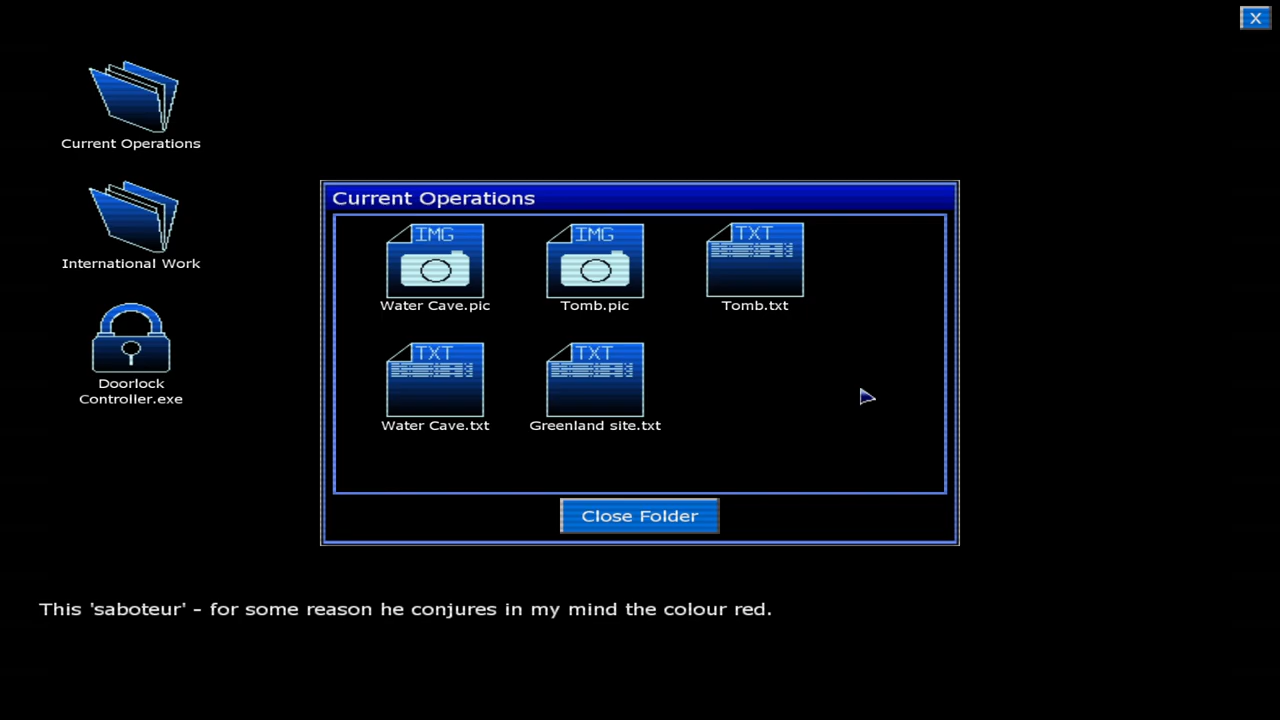 X
Current Operations
International Work
Doorlock
Controller.exe
Current Operations
IMG
IMG
TXT
Water Cave.pic
Tomb.pic
Tomb.txt
TXT
TXT
Water Cave.txt
Greenland site.txt
Close Folder
This 'saboteur' - for some reason he conjures in my mind the colour red.